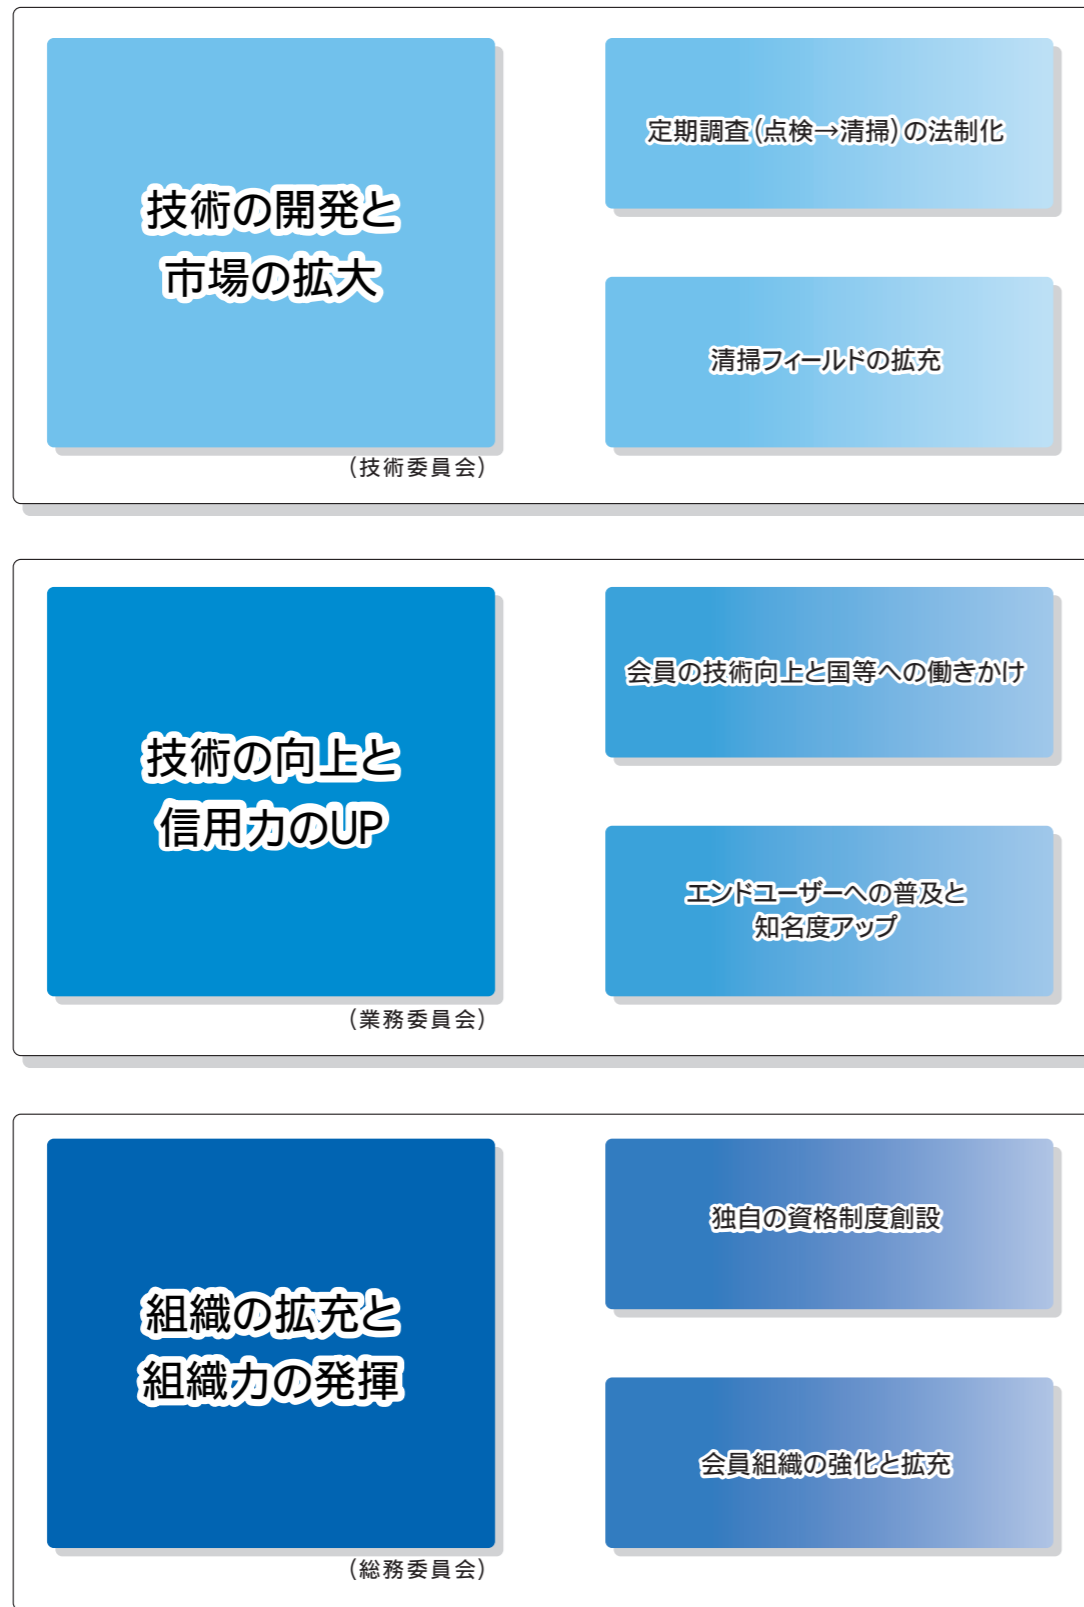 技術の開発と
市場の拡大
(技術委員会)
定期調査(点検→清掃)の法制化
清掃フィールドの拡充
技術の向上と
信用力のUP
(業務委員会)
会員の技術向上と国等への働きかけ
エンドユーザーへの普及と
知名度アップ
組織の拡充と
組織力の発揮
(総務委員会)
独自の資格制度創設
会員組織の強化と拡充